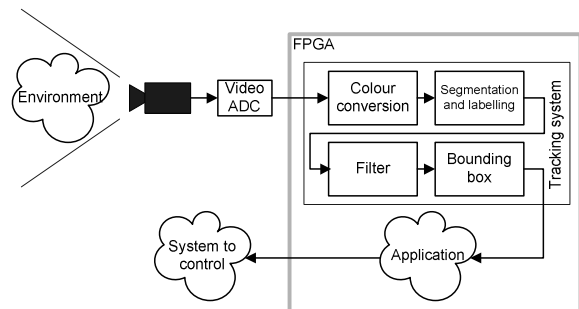 FPGA
Environment
Video
ADC
Colour
conversion
Segmentation
and labelling
Filter
Bounding
box
Tracking system
System to
control
Application